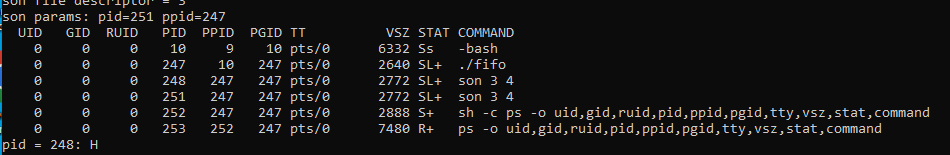 son file descriptor = 3
son params: pid=251 ppid=247
UID GID RUID PID PPID PGID TT VSZ STAT COMMAND
0 0 0 10 9 10 pts/0 6332 Ss -bash
0 0 0 247 10 247 pts/0 2640 SL+ ./fifo
0 0 0 248 247 247 pts/0 2772 SL+ son 3 4
0 0 0 251 247 247 pts/0 2772 SL+ son 3 4
0 0 0 252 247 247 pts/0 2888 S+ sh -c ps -o uid,gid,ruid,pid,ppid,pgid,tty,vsz,stat,command
0 0 0 253 252 247 pts/0 7480 R+ ps -o uid,gid,ruid,pid,ppid,pgid,tty,vsz,stat,command
pid = 248: H